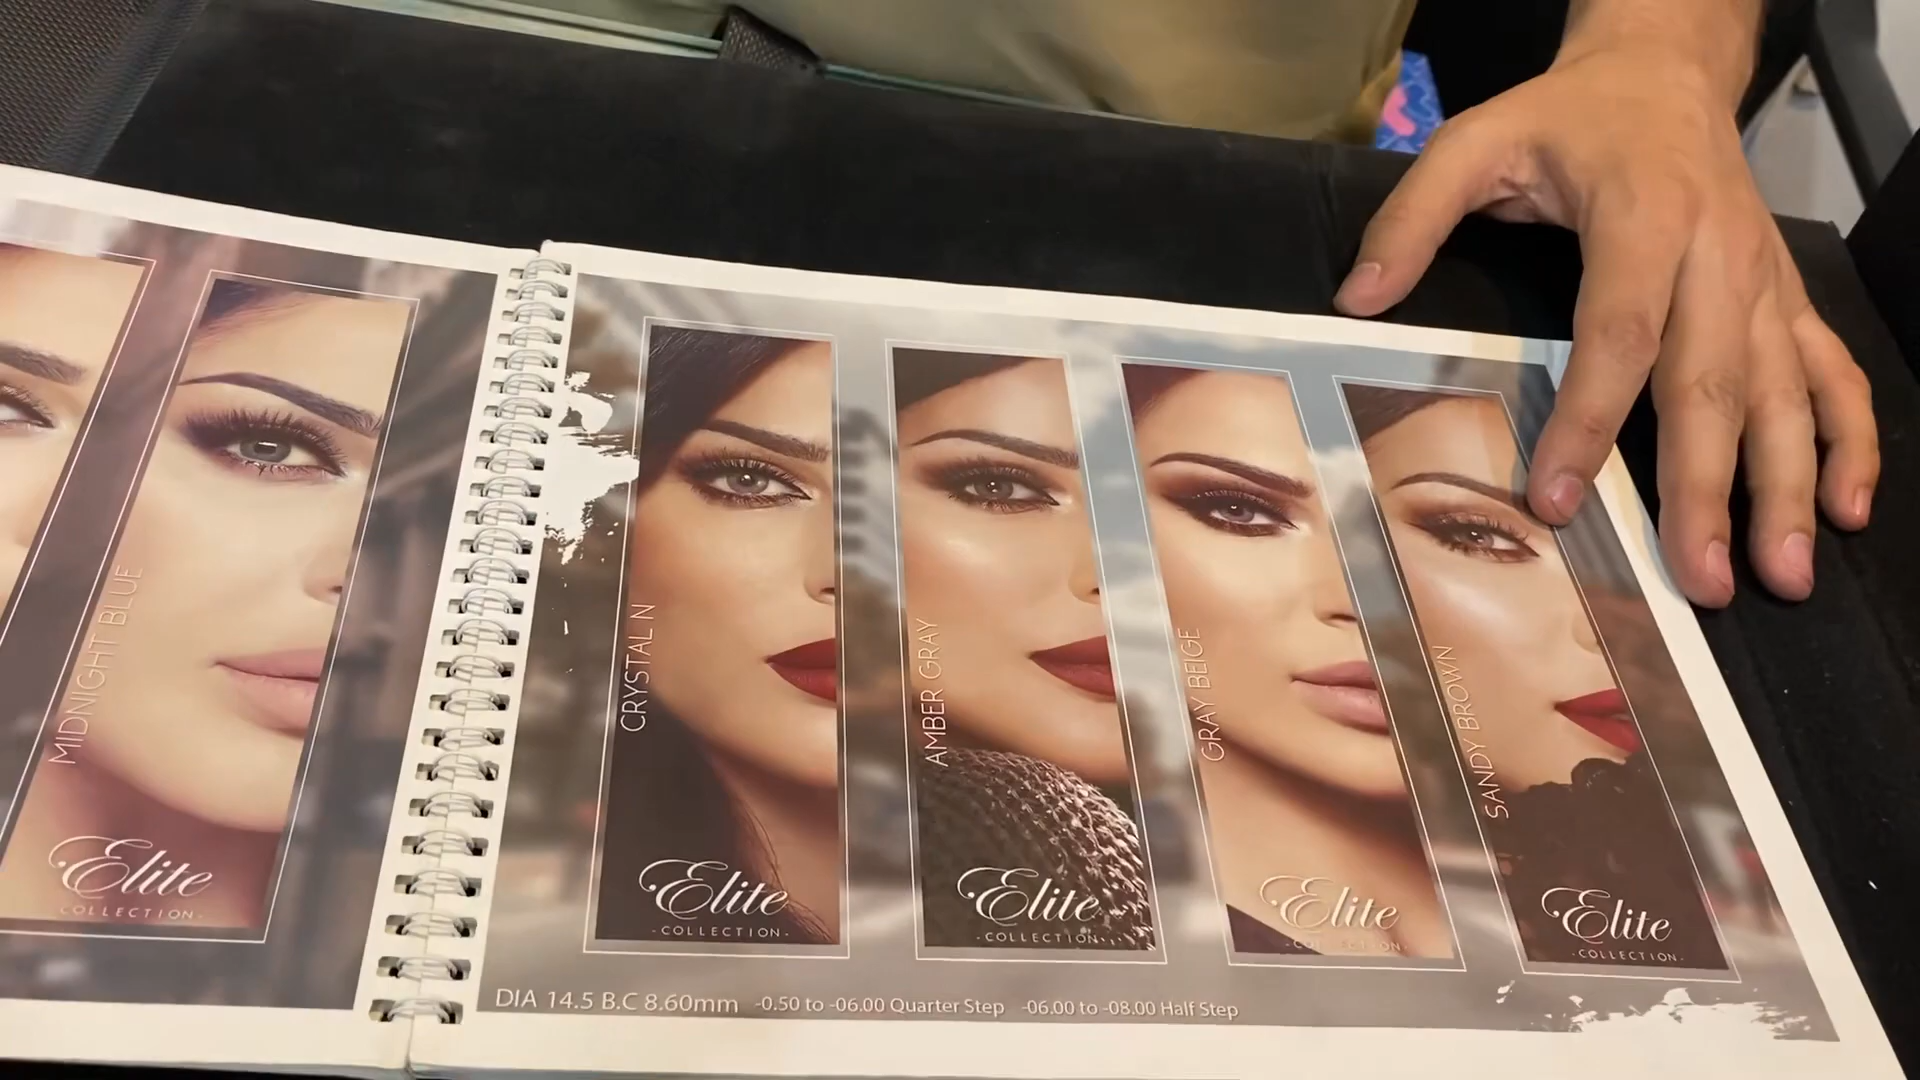 MIDNIGHT BLUE
Elite
COLLECTION-
CRYSTAL N
Elite
-COLLECTION-
AMBER GRAY
Elite
-COLLECTION-
GRAY BEIGE
Elite
COLLECTION
SANDY BROWN
Elite
-COLLECTION-
DIA 14.5 B.C 8.60mm -0.50 to -06.00 Quarter Step -06.00 to -08.00 Half Step